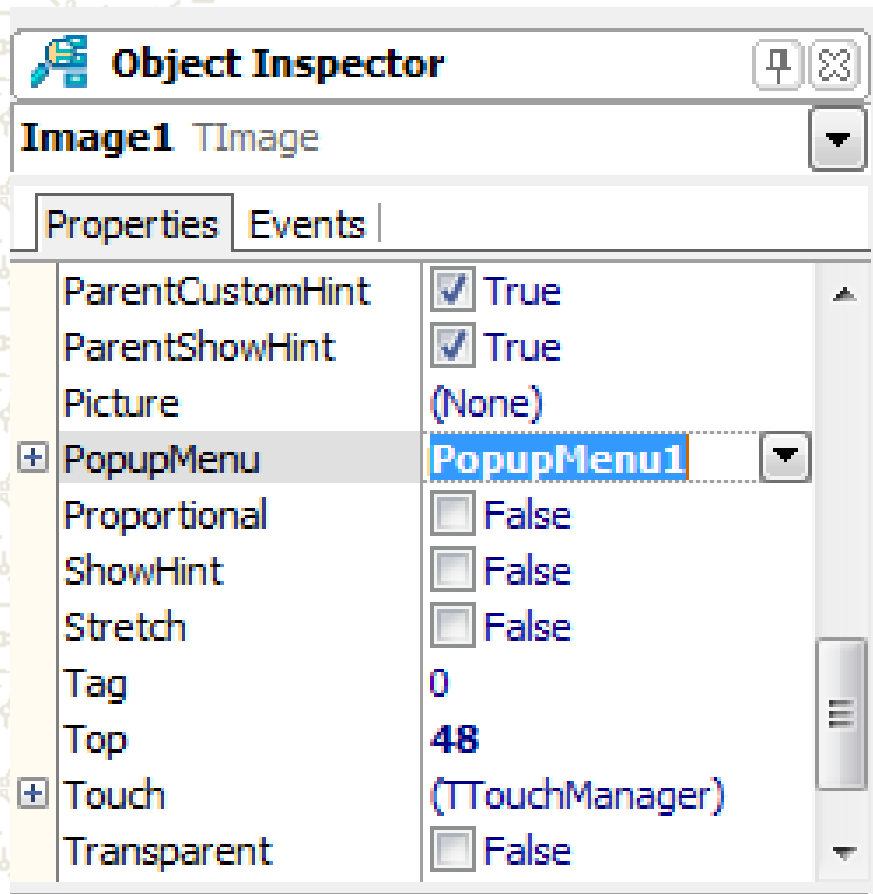 Object Inspector
Image1 TImage
Properties Events
ParentCustomHint True
ParentShowHint True
Picture (None)
PopupMenu PopupMenu1
Proportional False
ShowHint False
Stretch False
Tag 0
Top 48
Touch (TTouchManager)
Transparent False